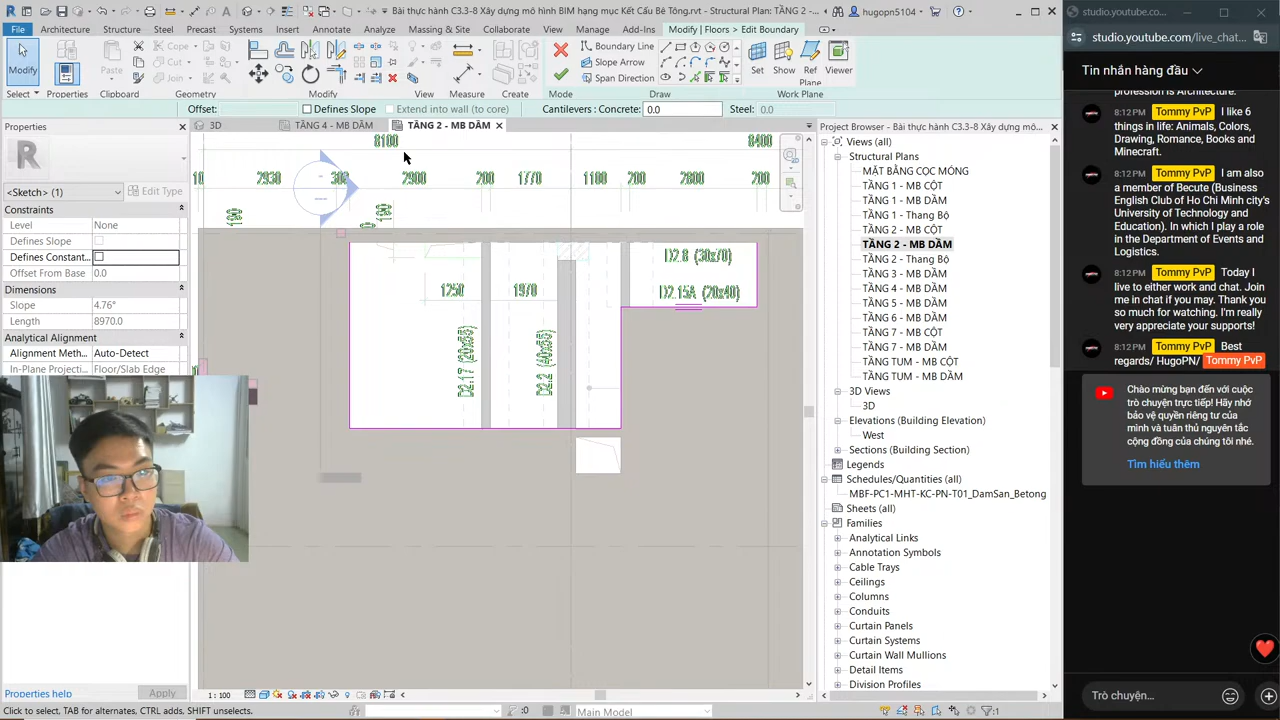 Bài thực hành C3.3-8 Xây dựng mô hình BIM hạng mục Kết Cấu Bê Tông.rvt - Structural Plan: TẦNG 2 - ...
hugopn5104
File
Architecture
Structure
Steel
Precast
Systems
Insert
Annotate
Analyze
Massing & Site
Collaborate
View
Manage
Add-Ins
Modify | Floors > Edit Boundary
Modify
Properties
Paste
Cope
Cut
Join
Boundary Line
Slope Arrow
Span Direction
Set
Show
Ref
Plane
Viewer
Select
Properties
Clipboard
Geometry
Modify
View
Measure
Create
Mode
Draw
Work Plane
Offset:
Defines Slope
Extend into wall (to core)
Cantilevers : Concrete:
0.0
Steel:
0.0
Properties
R
<Sketch> (1)
Edit Type
Constraints
Level
None
Defines Slope
Defines Constant...
Offset From Base
0.0
Dimensions
Slope
4.76°
Length
8970.0
Analytical Alignment
Alignment Meth...
Auto-Detect
In-Plane Projecti...
Floor/Slab Edge
Properties help
Apply
3D
TẦNG 4 - MB DẦM
TẦNG 2 - MB DẦM
8100
8400
2930
300
2900
200
1770
1100
200
2800
200
190
190
1250
1970
D2.17 (20x55)
D2.8 (30x70)
D2.15A (20x40)
1 : 100
Project Browser - Bài thực hành C3.3-8 Xây dựng mô...
Views (all)
Structural Plans
MẶT BẰNG CỌC MÓNG
TẦNG 1 - MB CỘT
TẦNG 1 - MB DẦM
TẦNG 1 - Thang Bộ
TẦNG 2 - MB CỘT
TẦNG 2 - MB DẦM
TẦNG 2 - Thang Bộ
TẦNG 3 - MB DẦM
TẦNG 4 - MB DẦM
TẦNG 5 - MB DẦM
TẦNG 6 - MB DẦM
TẦNG 7 - MB CỘT
TẦNG 7 - MB DẦM
TẦNG TUM - MB CỘT
TẦNG TUM - MB DẦM
3D Views
3D
Elevations (Building Elevation)
West
Sections (Building Section)
Legends
Schedules/Quantities (all)
MBF-PC1-MHT-KC-PN-T01_DamSan_Betong
Sheets (all)
Families
Analytical Links
Annotation Symbols
Cable Trays
Ceilings
Columns
Conduits
Curtain Panels
Curtain Systems
Curtain Wall Mullions
Detail Items
Division Profiles
Click to select, TAB for alternates, CTRL adds, SHIFT unselects.
:0
Main Model
:1
studio.youtube.co...
studio.youtube.com/live_chat...
Tin nhắn hàng đầu
profession is Architecture.
8:12 PM Tommy PvP I like 6
things in life: Animals, Colors,
Drawing, Romance, Books and
Minecraft.
8:12 PM Tommy PvP I am also
a member of Becute (Business
English Club of Ho Chi Minh city's
University of Technology and
Education). In which I play a role
in the Department of Events and
Logistics.
8:12 PM Tommy PvP Today I
live to either work and chat. Join
me in chat if you may. Thank you
so much for watching. I'm really
very appreciate your supports!
8:12 PM Tommy PvP Best
regards/ HugoPN/ Tommy PvP
Chào mừng bạn đến với cuộc
trò chuyện trực tiếp! Hãy nhớ
bảo vệ quyền riêng tư của
mình và tuân thủ nguyên tắc
cộng đồng của chúng tôi nhé.
Tìm hiểu thêm
Trò chuyện...